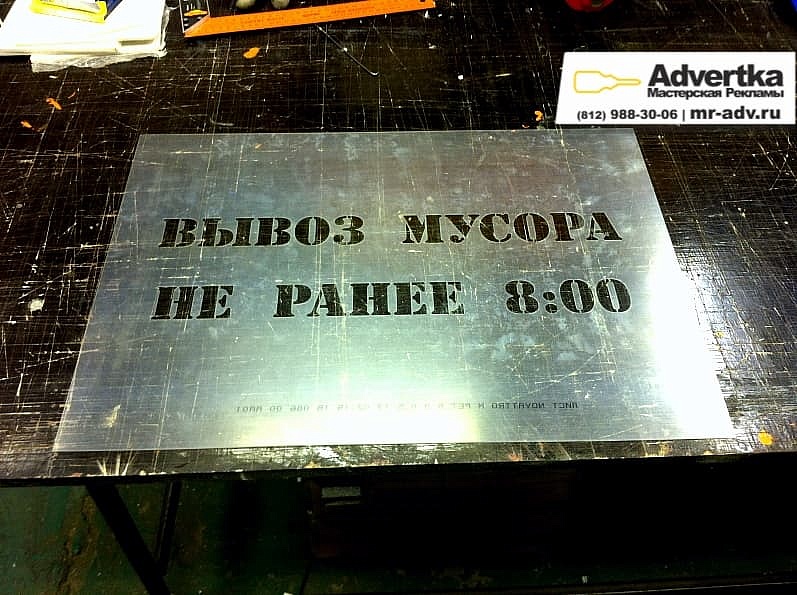 Advertka
Мастерская Рекламы
(812) 988-30-06 | mr-adv.ru
ВЫВОЗ МУСОРА
НЕ РАНЕЕ 8:00